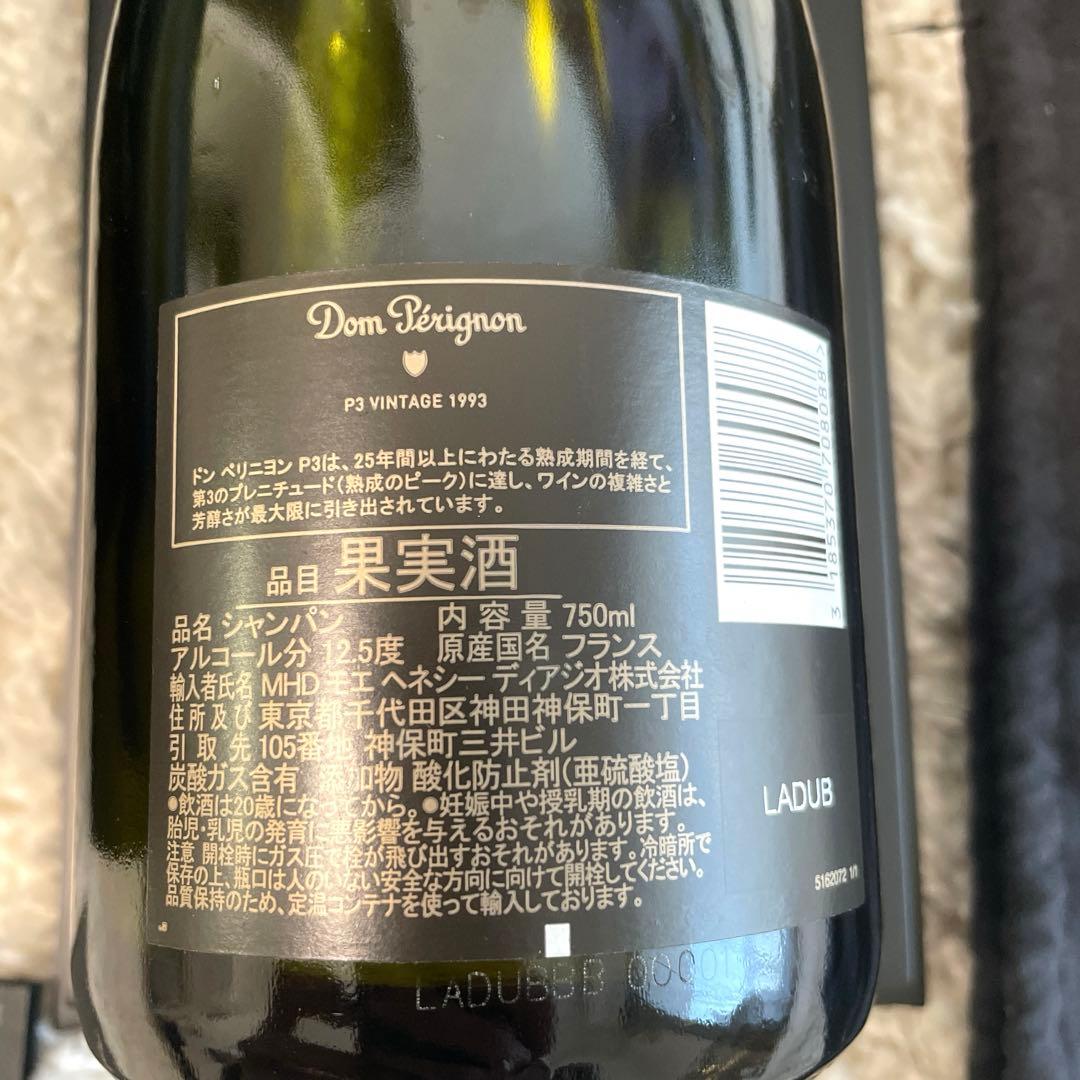 Dom Pérignon
P3 VINTAGE 1993
ドン ペリニヨン P3は、25年間以上にわたる熟成期間を経て、
第3のプレニチュード(熟成のピーク)に達し、ワインの複雑さと
芳醇さが最大限に引き出されています。
品目 果実酒
品名 シャンパン 内容量 750ml
アルコール分 12.5度 原産国名 フランス
輸入者氏名 MHD モエ ヘネシー ディアジオ株式会社
住所及び 東京都千代田区神田神保町一丁目
引取先 105番地 神保町三井ビル
炭酸ガス含有 添加物 酸化防止剤(亜硫酸塩)
●飲酒は20歳になってから。●妊娠中や授乳期の飲酒は、
胎児・乳児の発育に悪影響を与えるおそれがあります。
注意 開栓時にガス圧で栓が飛び出すおそれがあります。冷暗所で
保存の上、瓶口は人のいない安全な方向に向けて開栓してください。
品質保持のため、定温コンテナを使って輸入しております。
3 185370 708088 >
LADUB
5162072 1/1